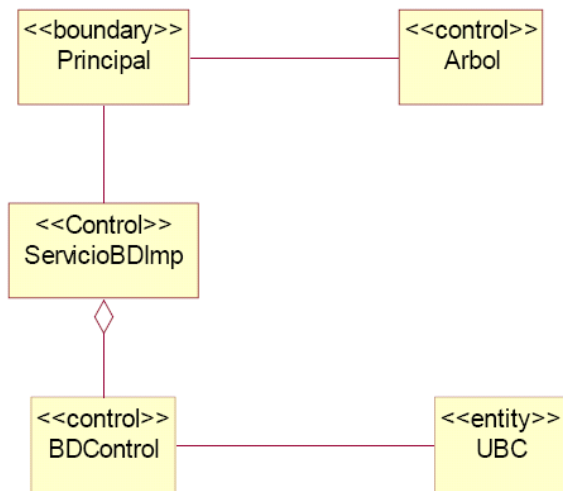 <<boundary>>
Principal
<<control>>
Arbol
<<Control>>
ServicioBDImp
<<control>>
BDControl
<<entity>>
UBC